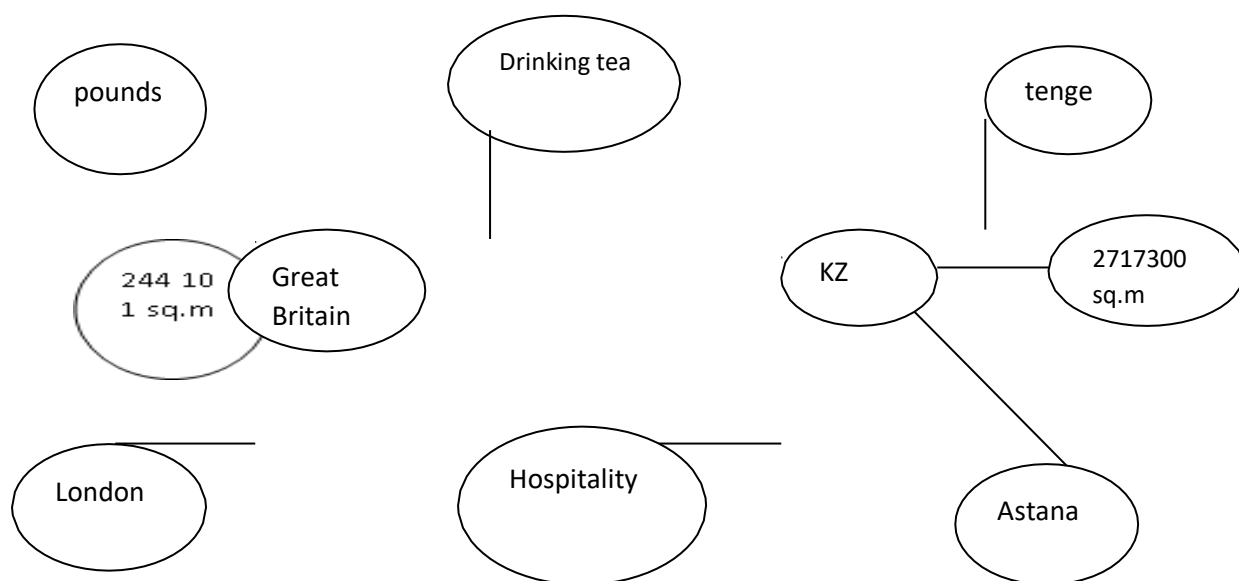 pounds
Drinking tea
tenge
244 10
1 sq.m
Great
Britain
KZ
2717300
sq.m
London
Hospitality
Astana